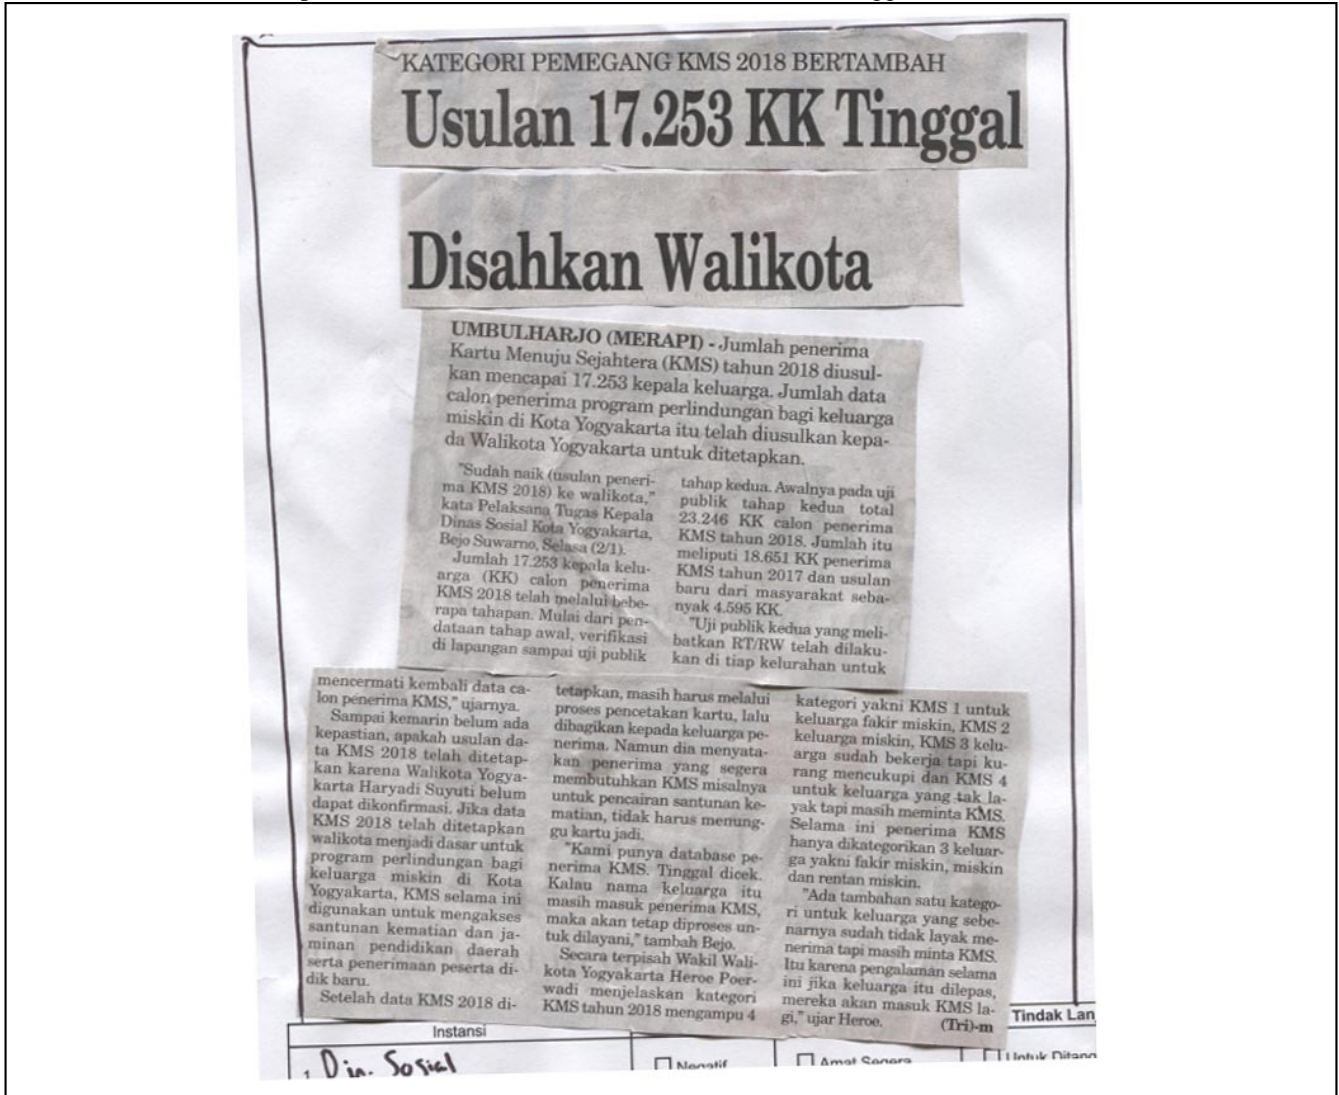 KATEGORI PEMEGANG KMS 2018 BERTAMBAH
Usulan 17.253 KK Tinggal
Disahkan Walikota
UMBULHARJO (MERAPI) - Jumlah penerima
Kartu Menuju Sejahtera (KMS) tahun 2018 diusul-
kan mencapai 17.253 kepala keluarga. Jumlah data
calon penerima program perlindungan bagi keluarga
miskin di Kota Yogyakarta itu telah diusulkan kepa-
da Walikota Yogyakarta untuk ditetapkan.
"Sudah naik (usulan peneri-
ma KMS 2018) ke walikota,"
kata Pelaksana Tugas Kepala
Dinas Sosial Kota Yogyakarta,
Bejo Suwarno, Selasa (2/1).
Jumlah 17.253 kepala kelu-
arga (KK) calon penerima
KMS 2018 telah melalui bebe-
rapa tahapan. Mulai dari pen-
dataan tahap awal, verifikasi
di lapangan sampai uji publik
tahap kedua. Awalnya pada uji
publik tahap kedua total
23.246 KK calon penerima
KMS tahun 2018. Jumlah itu
meliputi 18.651 KK penerima
KMS tahun 2017 dan usulan
baru dari masyarakat seba-
nyak 4.595 KK.
"Uji publik kedua yang meli-
batkan RT/RW telah dilaku-
kan di tiap kelurahan untuk
mencermati kembali data ca-
lon penerima KMS," ujarnya.
Sampai kemarin belum ada
kepastian, apakah usulan da-
ta KMS 2018 telah ditetap-
kan karena Walikota Yogya-
karta Haryadi Suyuti belum
dapat dikonfirmasi. Jika data
KMS 2018 telah ditetapkan
walikota menjadi dasar untuk
program perlindungan bagi
keluarga miskin di Kota
Yogyakarta, KMS selama ini
digunakan untuk mengakses
santunan kematian dan ja-
minan pendidikan daerah
serta penerimaan peserta di-
dik baru.
Setelah data KMS 2018 di-
tetapkan, masih harus melalui
proses pencetakan kartu, lalu
dibagikan kepada keluarga pe-
nerima. Namun dia menyata-
kan penerima yang segera
membutuhkan KMS misalnya
untuk pencairan santunan ke-
matian, tidak harus menung-
gu kartu jadi.
"Kami punya database pe-
nerima KMS. Tinggal dicek.
Kalau nama keluarga itu
masih masuk penerima KMS,
maka akan tetap diproses un-
tuk dilayani," tambah Bejo.
Secara terpisah Wakil Wali-
kota Yogyakarta Heroe Poer-
wadi menjelaskan kategori
KMS tahun 2018 mengampu 4
kategori yakni KMS 1 untuk
keluarga fakir miskin, KMS 2
keluarga miskin, KMS 3 kelu-
arga sudah bekerja tapi ku-
rang mencukupi dan KMS 4
untuk keluarga yang tak la-
yak tapi masih meminta KMS.
Selama ini penerima KMS
hanya dikategorikan 3 keluar-
ga yakni fakir miskin, miskin
dan rentan miskin.
"Ada tambahan satu katego-
ri untuk keluarga yang sebe-
narnya sudah tidak layak me-
nerima tapi masih minta KMS.
Itu karena pengalaman selama
ini jika keluarga itu dilepas,
mereka akan masuk KMS la-
gi," ujar Heroe. (Tri)-m
Instansi
Tindak Lan
1. Din. Sosial
Negatif
Amat Segera
Untuk Ditang